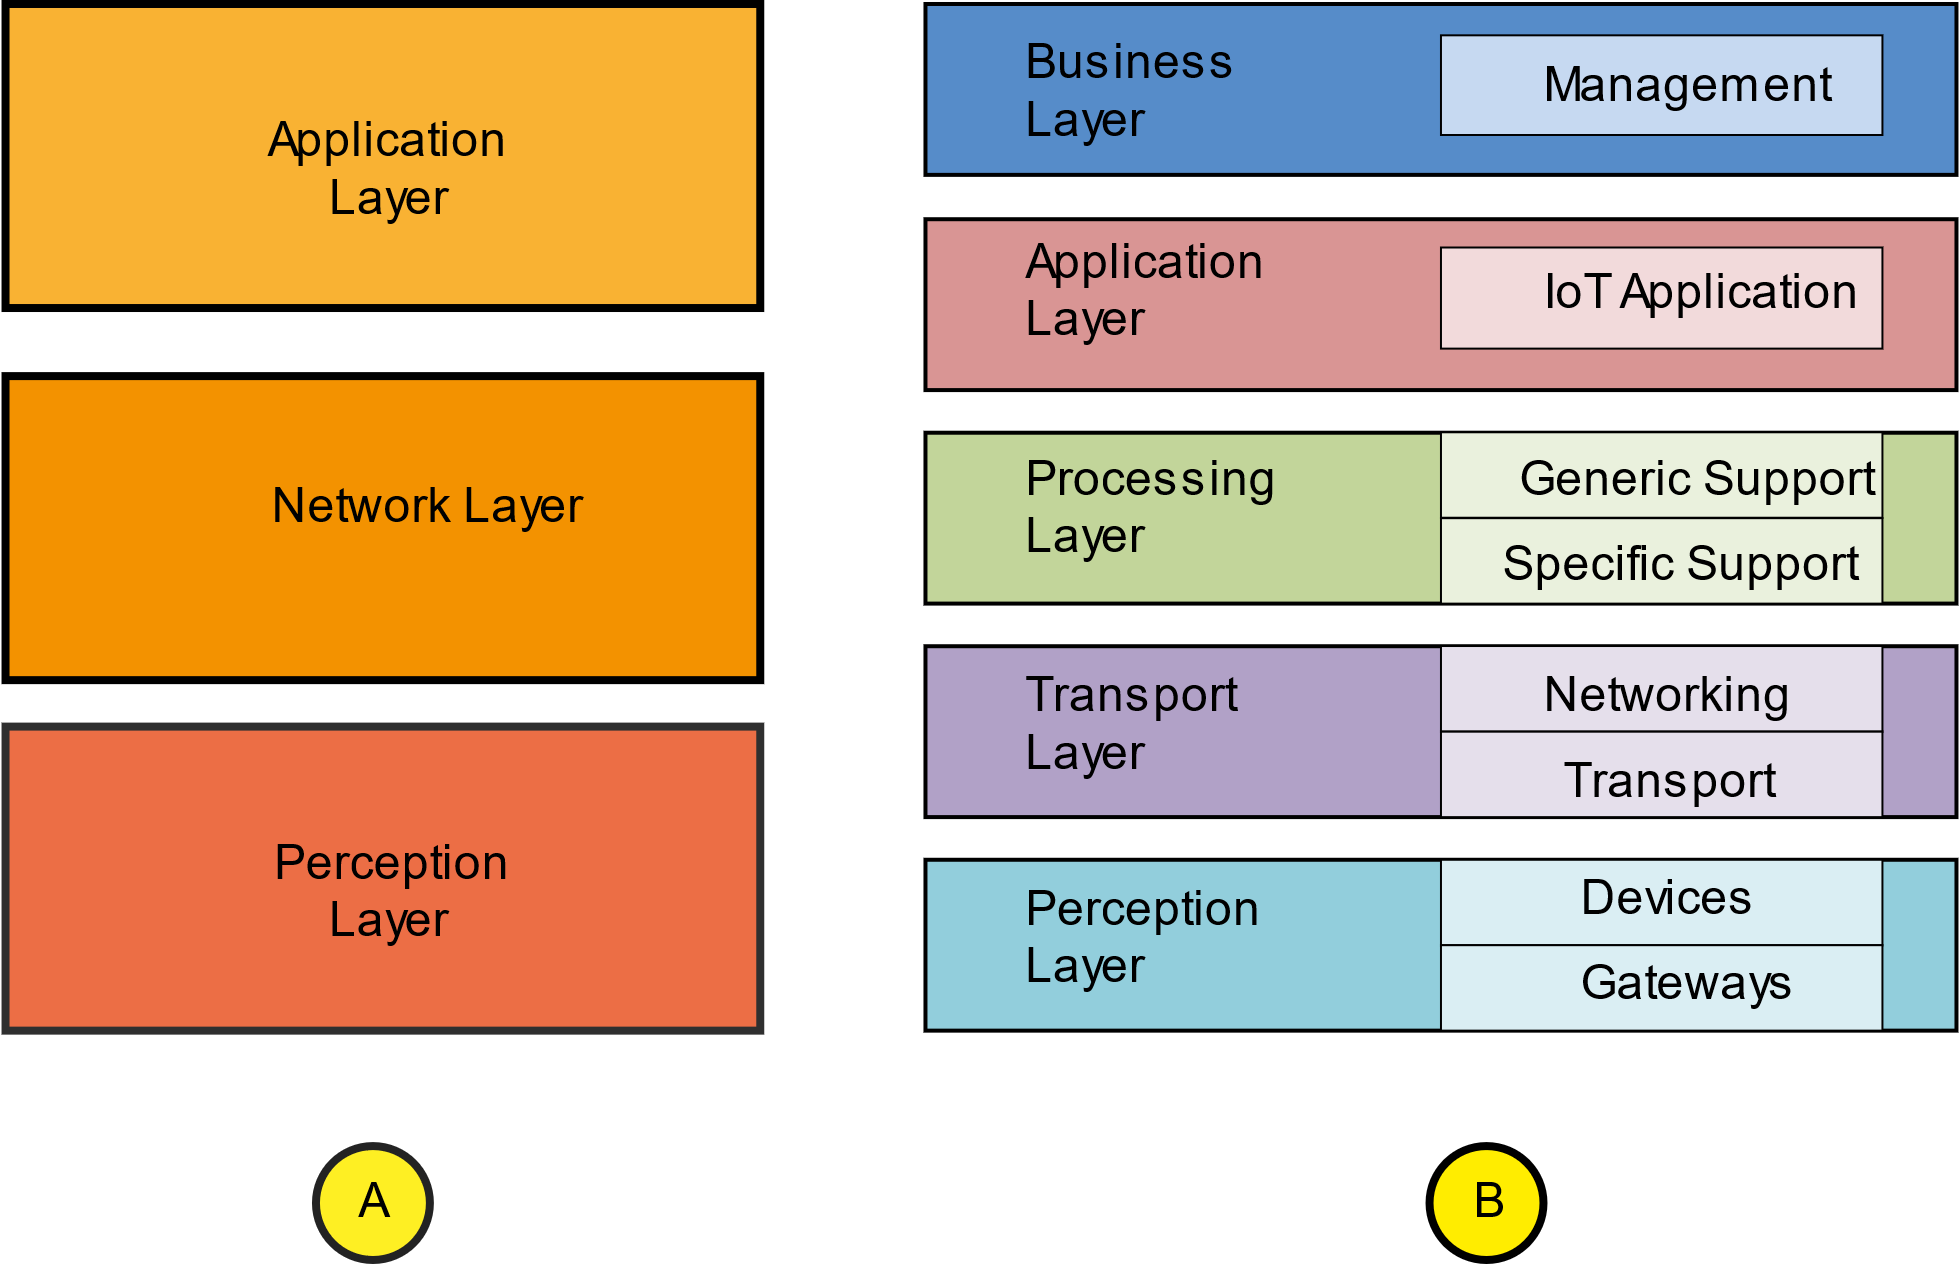 Application
Layer
Network Layer
Perception
Layer
A
Business
Layer
Management
Application
Layer
IoT Application
Processing
Layer
Generic Support
Specific Support
Transport
Layer
Networking
Transport
Perception
Layer
Devices
Gateways
B